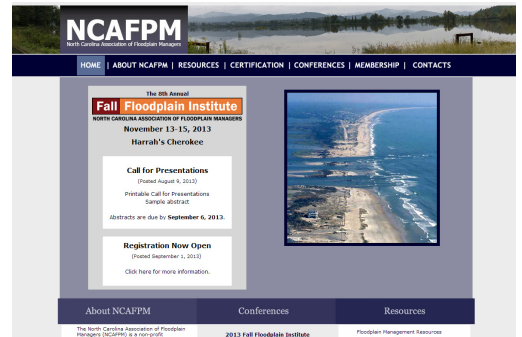 NCAFPM
North Carolina Association of Floodplain Managers
HOME | ABOUT NCAFPM | RESOURCES | CERTIFICATION | CONFERENCES | MEMBERSHIP | CONTACTS
The 8th Annual
Fall Floodplain Institute
NORTH CAROLINA ASSOCIATION OF FLOODPLAIN MANAGERS
November 13-15, 2013
Harrah's Cherokee
Call for Presentations
(Posted August 9, 2013)
Printable Call for Presentations
Sample abstract
Abstracts are due by September 6, 2013.
Registration Now Open
(Posted September 1, 2013)
Click here for more information.
About NCAFPM
Conferences
Resources
The North Carolina Association of Floodplain
Managers (NCAFPM) is a non-profit
2013 Fall Floodplain Institute
Floodplain Management Resources